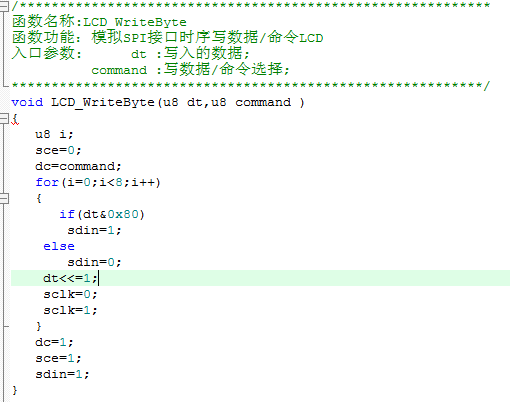 /***********************************************************
函数名称:LCD_WriteByte
函数功能：模拟SPI接口时序写数据/命令LCD
入口参数：    dt :写入的数据;
          command :写数据/命令选择;
***********************************************************/
void LCD_WriteByte(u8 dt,u8 command )
{
   u8 i;
   sce=0;
   dc=command;
   for(i=0;i<8;i++)
   {
      if(dt&0x80)
       sdin=1;
    else
       sdin=0;
    dt<<=1;
    sclk=0;
    sclk=1;
   }
   dc=1;
   sce=1;
   sdin=1;
}